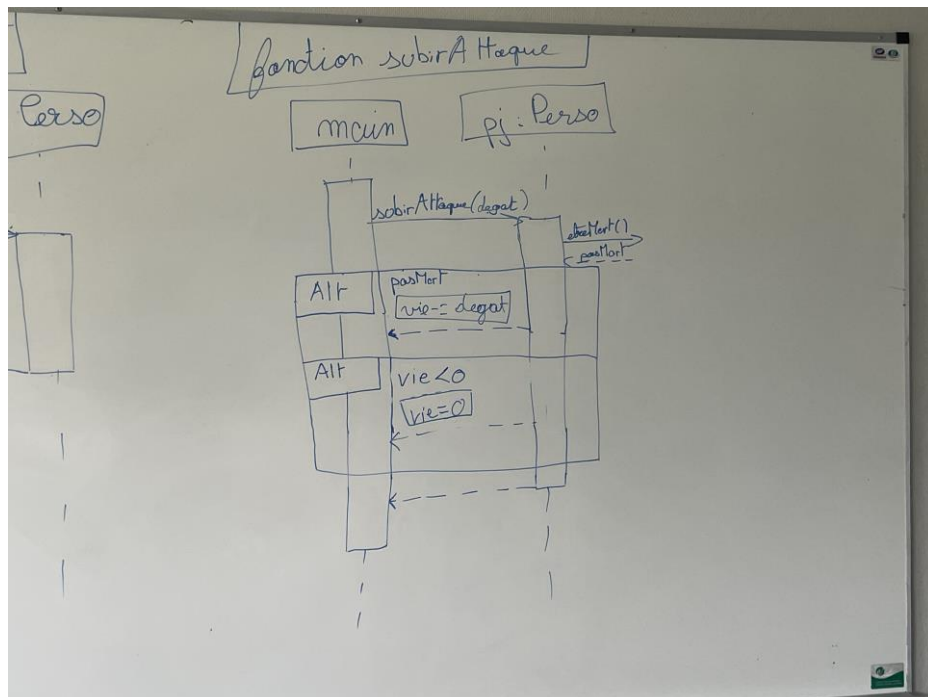 fonction subirAttaque
Perso
main
pj : Perso
subirAttaque(degat)
etreMort()
pasMort
Alt
pasMort
vie -= degat
Alt
vie < 0
vie = 0